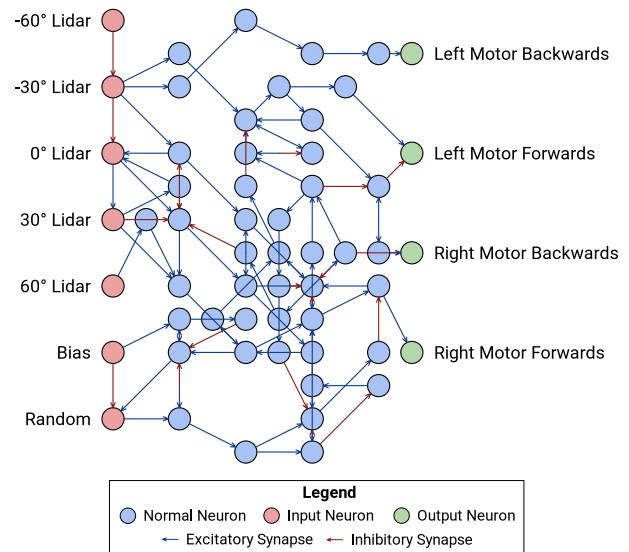 -60° Lidar
Left Motor Backwards
-30° Lidar
0° Lidar
Left Motor Forwards
30° Lidar
Right Motor Backwards
60° Lidar
Bias
Right Motor Forwards
Random
Legend
Normal Neuron
Input Neuron
Output Neuron
Excitatory Synapse
Inhibitory Synapse